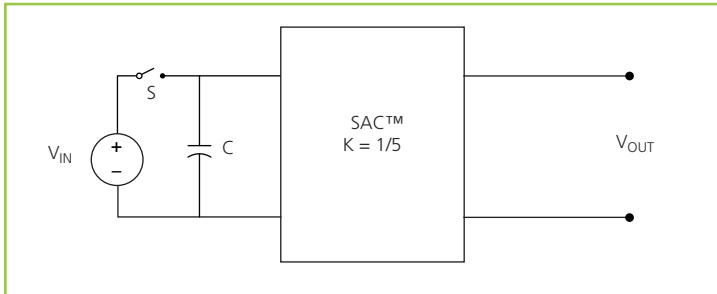 S
V_IN
+
−
C
SAC™
K = 1/5
V_OUT